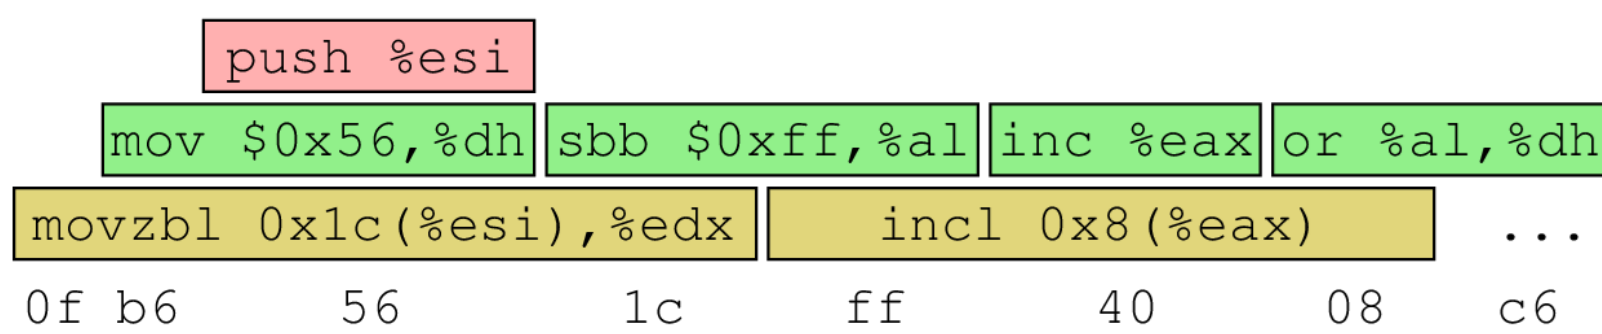 push %esi
mov $0x56,%dh sbb $0xff,%al inc %eax or %al,%dh
movzbl 0x1c(%esi),%edx incl 0x8(%eax) ...
0f b6 56 1c ff 40 08 c6